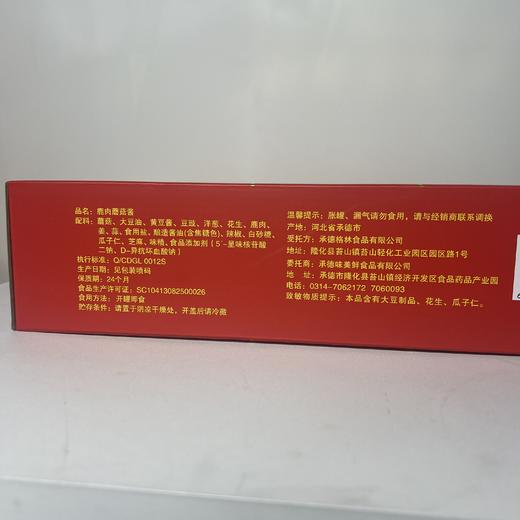 品名：鹿肉蘑菇酱
配料：蘑菇、大豆油、黄豆酱、豆豉、洋葱、花生、鹿肉、
姜、蒜、食用盐、酿造酱油(含焦糖色)、辣椒、白砂糖、
瓜子仁、芝麻、味精、食品添加剂（5′-呈味核苷酸
二钠、D-异抗坏血酸钠）
执行标准：Q/CDGL 0012S
生产日期：见包装喷码
保质期：24个月
食品生产许可证：SC10413082500026
食用方法：开罐即食
贮存条件：请置于阴凉干燥处，开盖后请冷藏
温馨提示：胀罐、漏气请勿食用，请与经销商联系调换
产地：河北省承德市
受托方：承德格林食品有限公司
地址：隆化县苔山镇苔山轻化工业园区园区路1号
委托商：承德味美鲜食品有限公司
地址：承德市隆化县苔山镇经济开发区食品药品产业园
电话：0314-7062172 7060093
致敏物质提示：本品含有大豆制品、花生、瓜子仁。